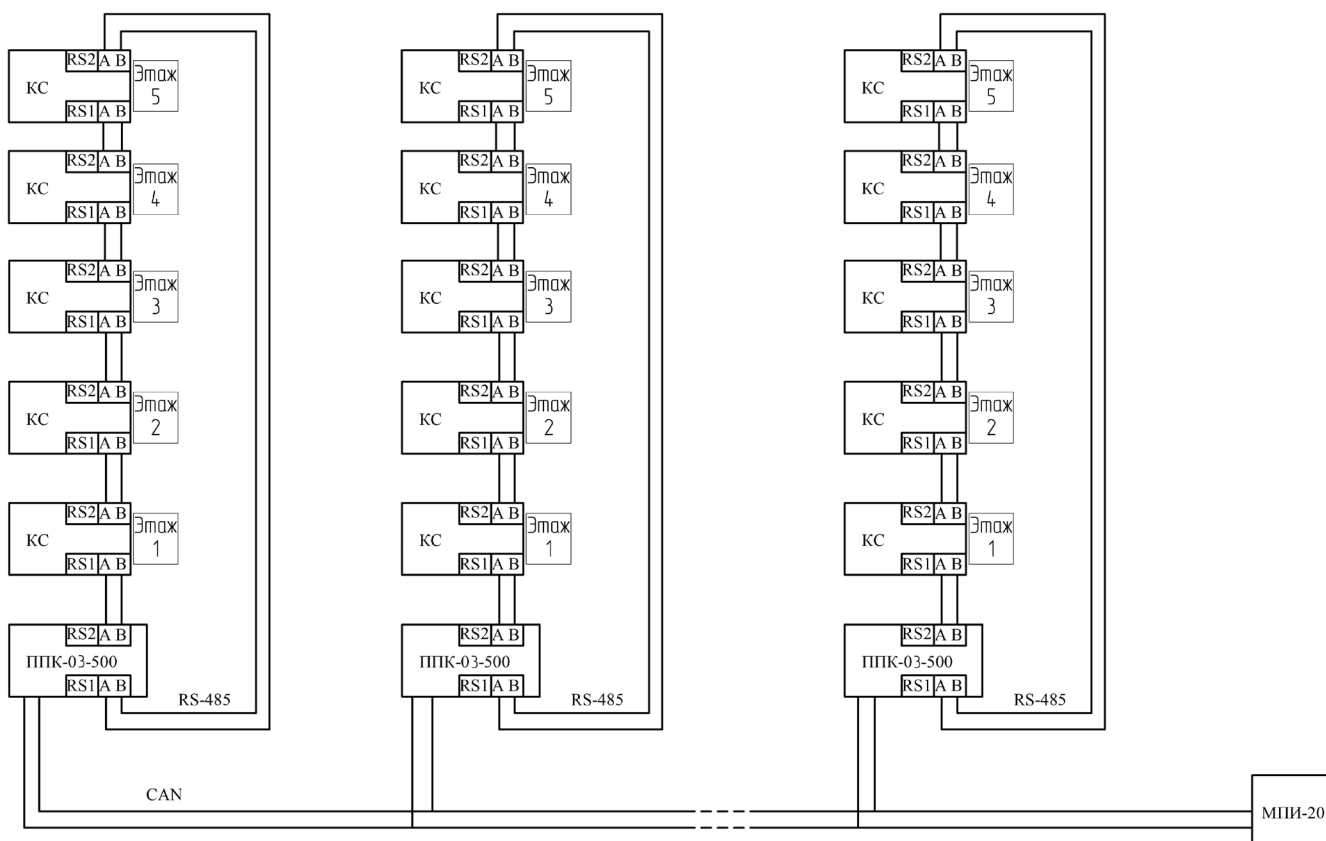 RS2 A B
КС
Этаж
5
RS1 A B
RS2 A B
КС
Этаж
4
RS1 A B
RS2 A B
КС
Этаж
3
RS1 A B
RS2 A B
КС
Этаж
2
RS1 A B
RS2 A B
КС
Этаж
1
RS1 A B
RS2 A B
ППК-03-500
RS1 A B
RS-485
RS2 A B
КС
Этаж
5
RS1 A B
RS2 A B
КС
Этаж
4
RS1 A B
RS2 A B
КС
Этаж
3
RS1 A B
RS2 A B
КС
Этаж
2
RS1 A B
RS2 A B
КС
Этаж
1
RS1 A B
RS2 A B
ППК-03-500
RS1 A B
RS-485
RS2 A B
КС
Этаж
5
RS1 A B
RS2 A B
КС
Этаж
4
RS1 A B
RS2 A B
КС
Этаж
3
RS1 A B
RS2 A B
КС
Этаж
2
RS1 A B
RS2 A B
КС
Этаж
1
RS1 A B
RS2 A B
ППК-03-500
RS1 A B
RS-485
CAN
МПИ-20